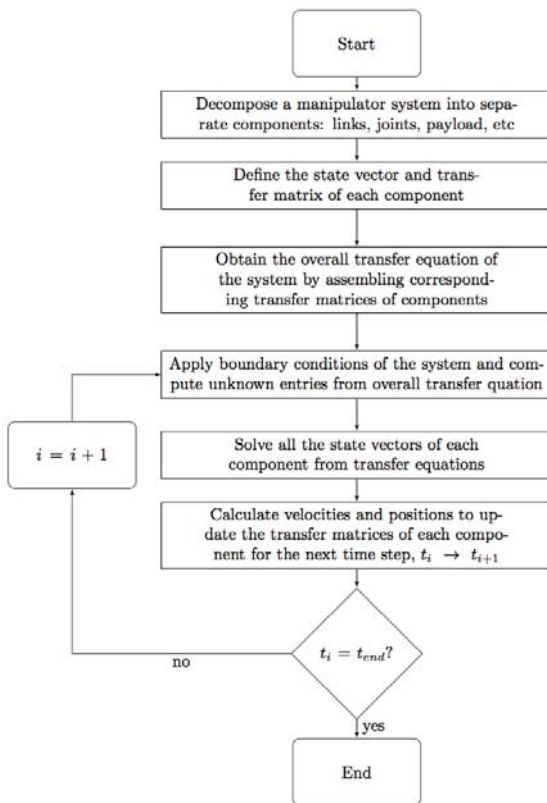 Start
Decompose a manipulator system into sepa-
rate components: links, joints, payload, etc
Define the state vector and trans-
fer matrix of each component
Obtain the overall transfer equation of
the system by assembling correspond-
ing transfer matrices of components
Apply boundary conditions of the system and com-
pute unknown entries from overall transfer quation
i = i + 1
Solve all the state vectors of each
component from transfer equations
Calculate velocities and positions to up-
date the transfer matrices of each compo-
nent for the next time step, t_i → t_{i+1}
t_i = t_{end}?
no
yes
End